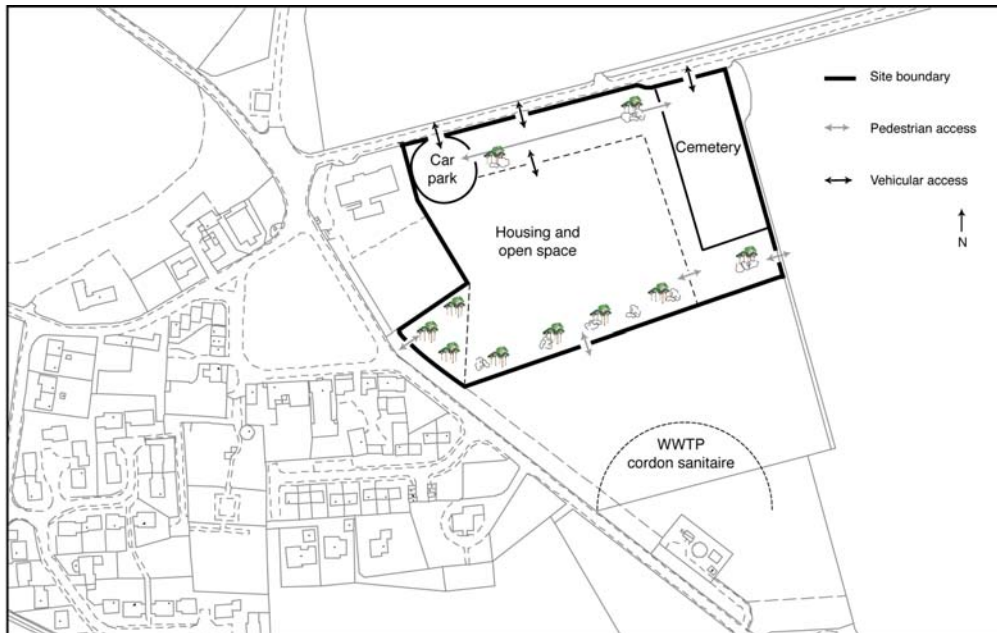 Site boundary
Pedestrian access
Vehicular access
N
Car
park
Cemetery
Housing and
open space
WWTP
cordon sanitaire